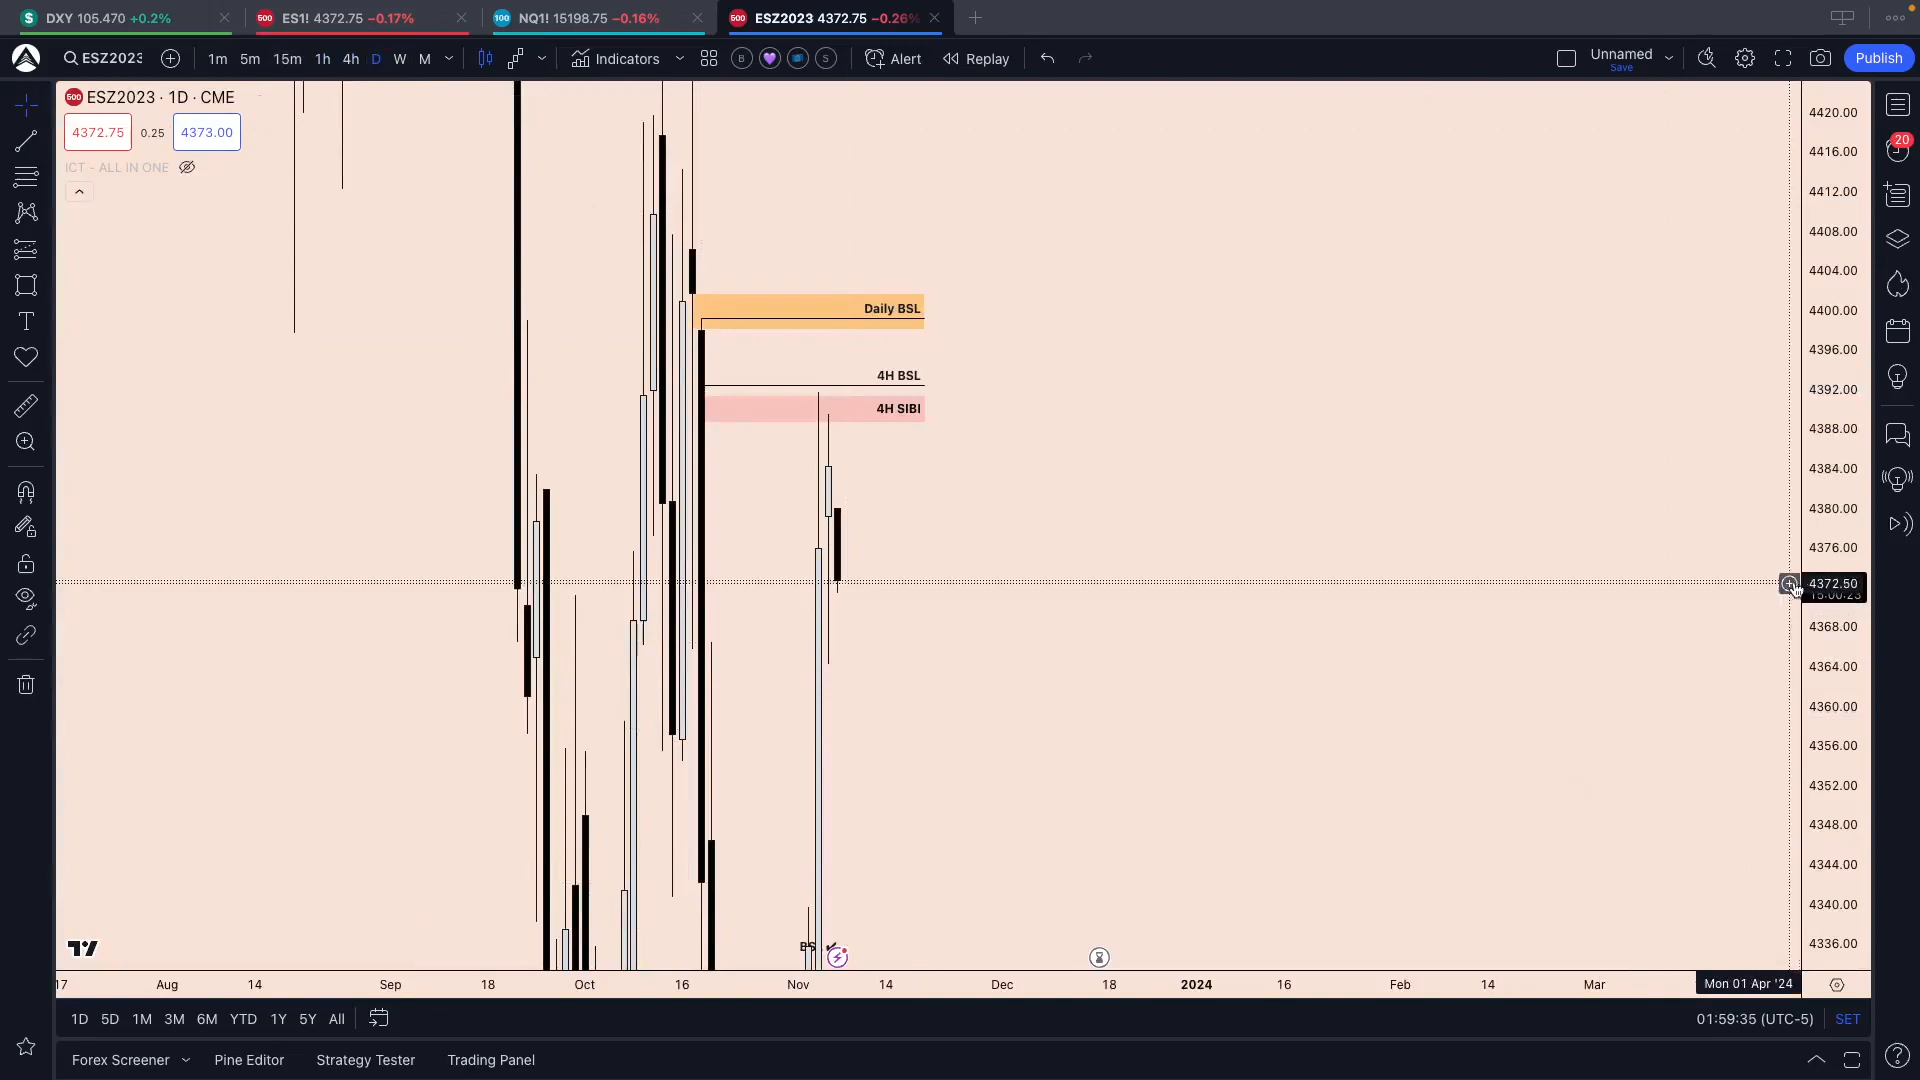 DXY 105.470 +0.2%
ES1! 4372.75 −0.17%
NQ1! 15198.75 −0.16%
ESZ2023 4372.75 −0.26%
ESZ2023
1m 5m 15m 1h 4h D W M
Indicators
B
S
Alert
Replay
Unnamed
Save
Publish
500 ESZ2023 · 1D · CME
4372.75 0.25 4373.00
ICT - ALL IN ONE
20
Daily BSL
4H BSL
4H SIBI
4420.00
4416.00
4412.00
4408.00
4404.00
4400.00
4396.00
4392.00
4388.00
4384.00
4380.00
4376.00
4372.50
15:00:23
4368.00
4364.00
4360.00
4356.00
4352.00
4348.00
4344.00
4340.00
4336.00
17 Aug 14 Sep 18 Oct 16 Nov 14 Dec 18 2024 16 Feb 14 Mar Mon 01 Apr '24
1D 5D 1M 3M 6M YTD 1Y 5Y All
01:59:35 (UTC-5) SET
Forex Screener Pine Editor Strategy Tester Trading Panel